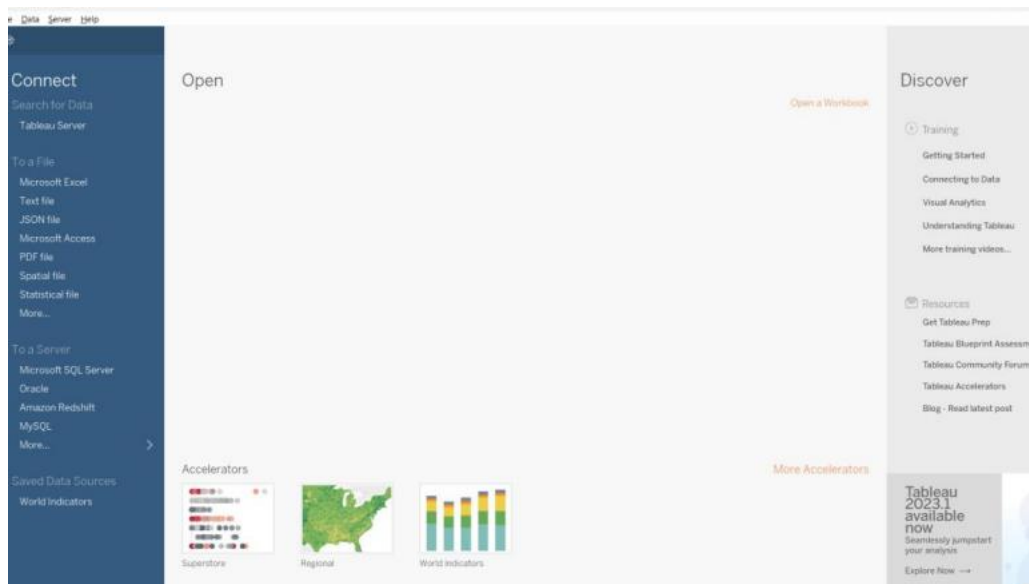 Data Server Help
Connect
Search for Data
Tableau Server
To a File
Microsoft Excel
Text file
JSON file
Microsoft Access
PDF file
Spatial file
Statistical file
More...
To a Server
Microsoft SQL Server
Oracle
Amazon Redshift
MySQL
More...
Saved Data Sources
World Indicators
Open
Open a Workbook
Accelerators
More Accelerators
Superstore
Regional
World Indicators
Discover
Training
Getting Started
Connecting to Data
Visual Analytics
Understanding Tableau
More training videos...
Resources
Get Tableau Prep
Tableau Blueprint Assessm
Tableau Community Forum
Tableau Accelerators
Blog - Read latest post
Tableau
2023.1
available
now
Seamlessly jumpstart
your analysis
Explore Now →